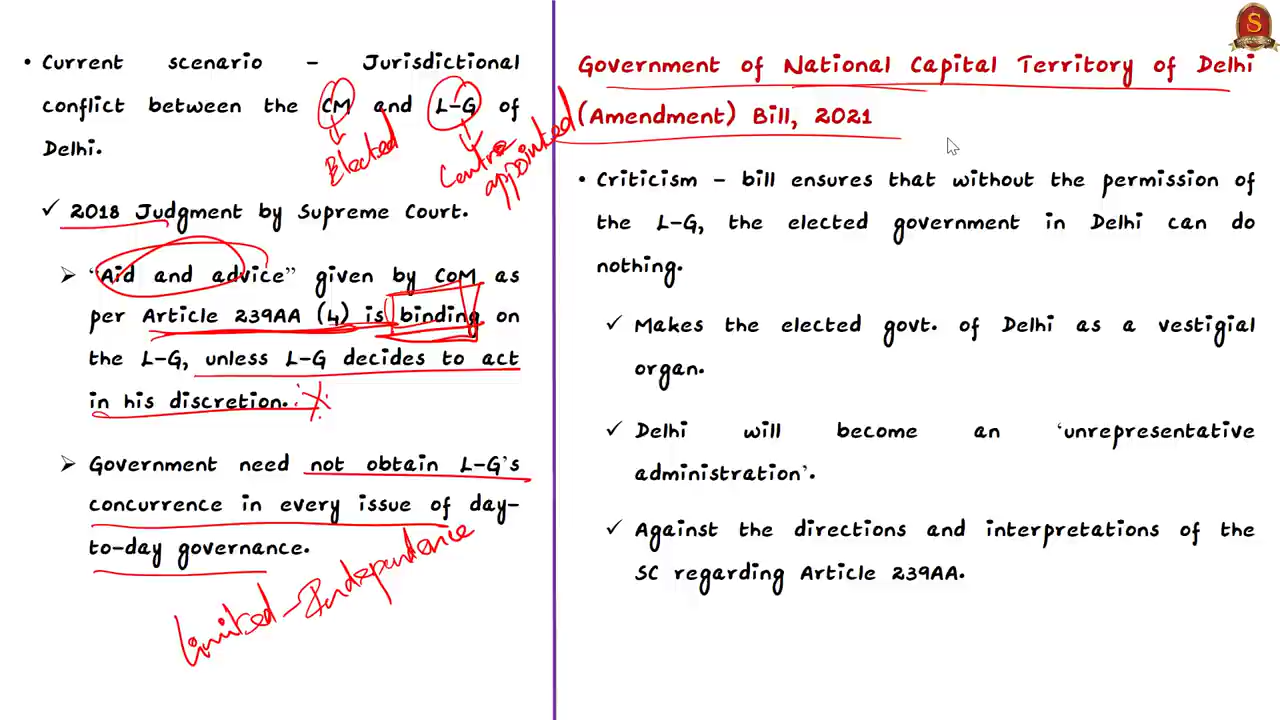 • Current scenario – Jurisdictional
conflict between the CM and L-G of
Delhi.
Elected
Centre
appointed
✓ 2018 Judgment by Supreme Court.
➢ "Aid and advice" given by CoM as
per Article 239AA (4) is binding on
the L-G, unless L-G decides to act
in his discretion.
➢ Government need not obtain L-G's
concurrence in every issue of day-
to-day governance.
Limited - Independence
S
Government of National Capital Territory of Delhi
(Amendment) Bill, 2021
• Criticism – bill ensures that without the permission of
the L-G, the elected government in Delhi can do
nothing.
✓ Makes the elected govt. of Delhi as a vestigial
organ.
✓ Delhi will become an 'unrepresentative
administration'.
✓ Against the directions and interpretations of the
SC regarding Article 239AA.